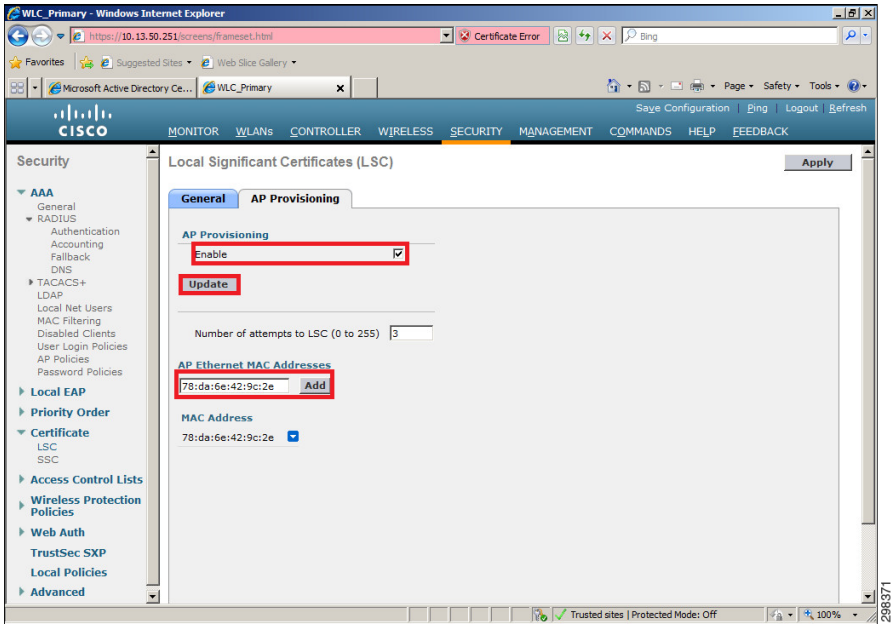 WLC_Primary - Windows Internet Explorer
https://10.13.50.251/screens/frameset.html
Certificate Error
Bing
Favorites
Suggested Sites
Web Slice Gallery
Microsoft Active Directory Ce...
WLC_Primary
x
Page
Safety
Tools
Save Configuration | Ping | Logout | Refresh
CISCO
MONITOR WLANs CONTROLLER WIRELESS SECURITY MANAGEMENT COMMANDS HELP FEEDBACK
Security
AAA
General
RADIUS
Authentication
Accounting
Fallback
DNS
TACACS+
LDAP
Local Net Users
MAC Filtering
Disabled Clients
User Login Policies
AP Policies
Password Policies
Local EAP
Priority Order
Certificate
LSC
SSC
Access Control Lists
Wireless Protection
Policies
Web Auth
TrustSec SXP
Local Policies
Advanced
Local Significant Certificates (LSC)
Apply
General
AP Provisioning
AP Provisioning
Enable
Update
Number of attempts to LSC (0 to 255) 3
AP Ethernet MAC Addresses
78:da:6e:42:9c:2e Add
MAC Address
78:da:6e:42:9c:2e
Trusted sites | Protected Mode: Off
100%
298371